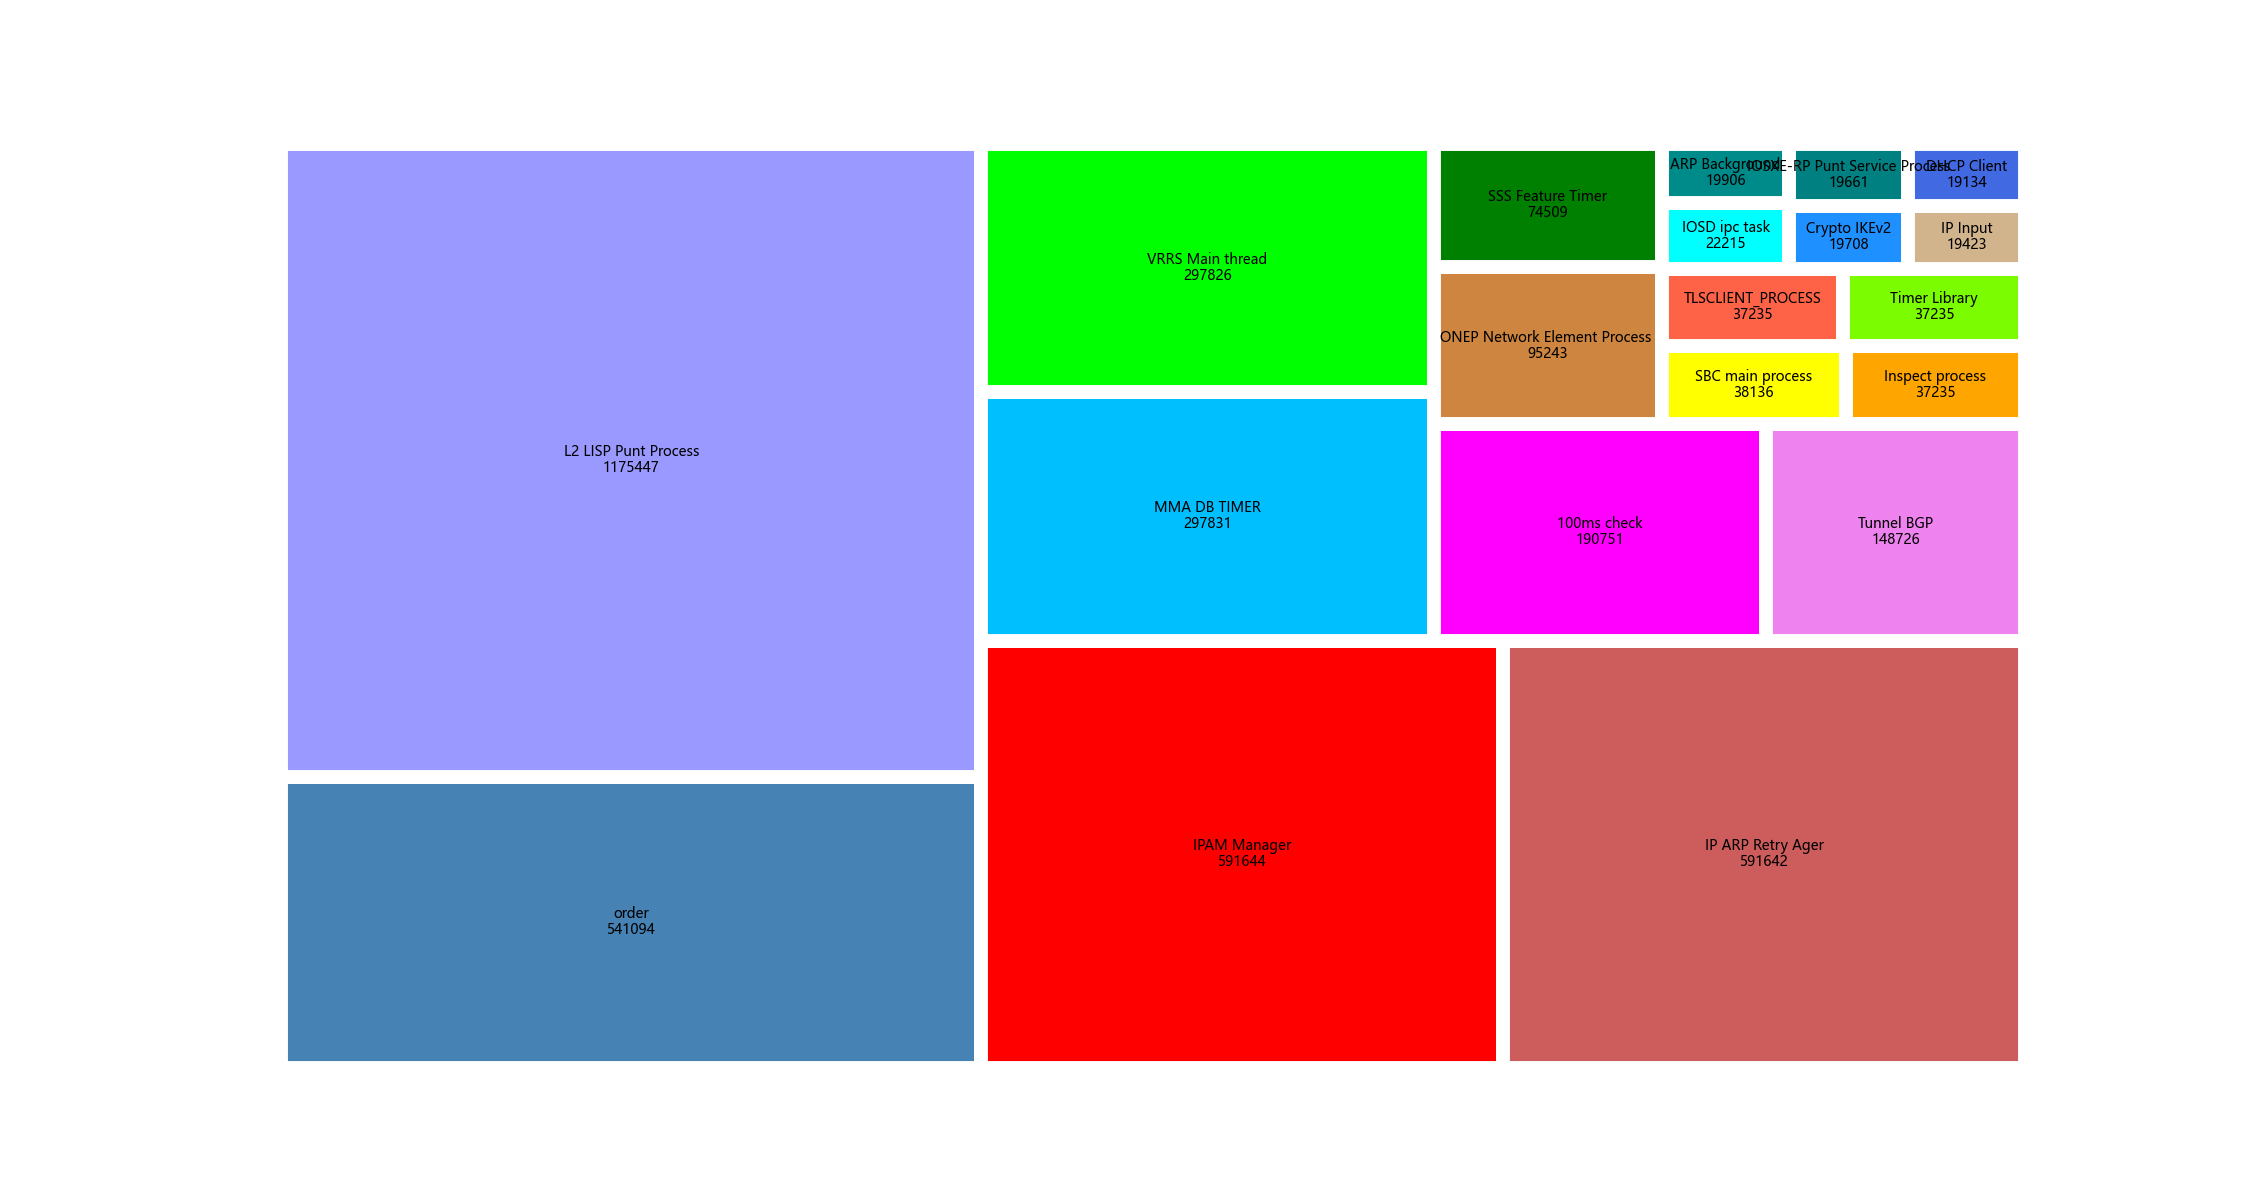 L2 LISP Punt Process
1175447
order
541094
VRRS Main thread
297826
MMA DB TIMER
297831
IPAM Manager
591644
IP ARP Retry Ager
591642
SSS Feature Timer
74509
ONEP Network Element Process
95243
100ms check
190751
Tunnel BGP
148726
ARP Background
19906
IOSXE-RP Punt Service Process
19661
DHCP Client
19134
IOSD ipc task
22215
Crypto IKEv2
19708
IP Input
19423
TLSCLIENT_PROCESS
37235
Timer Library
37235
SBC main process
38136
Inspect process
37235